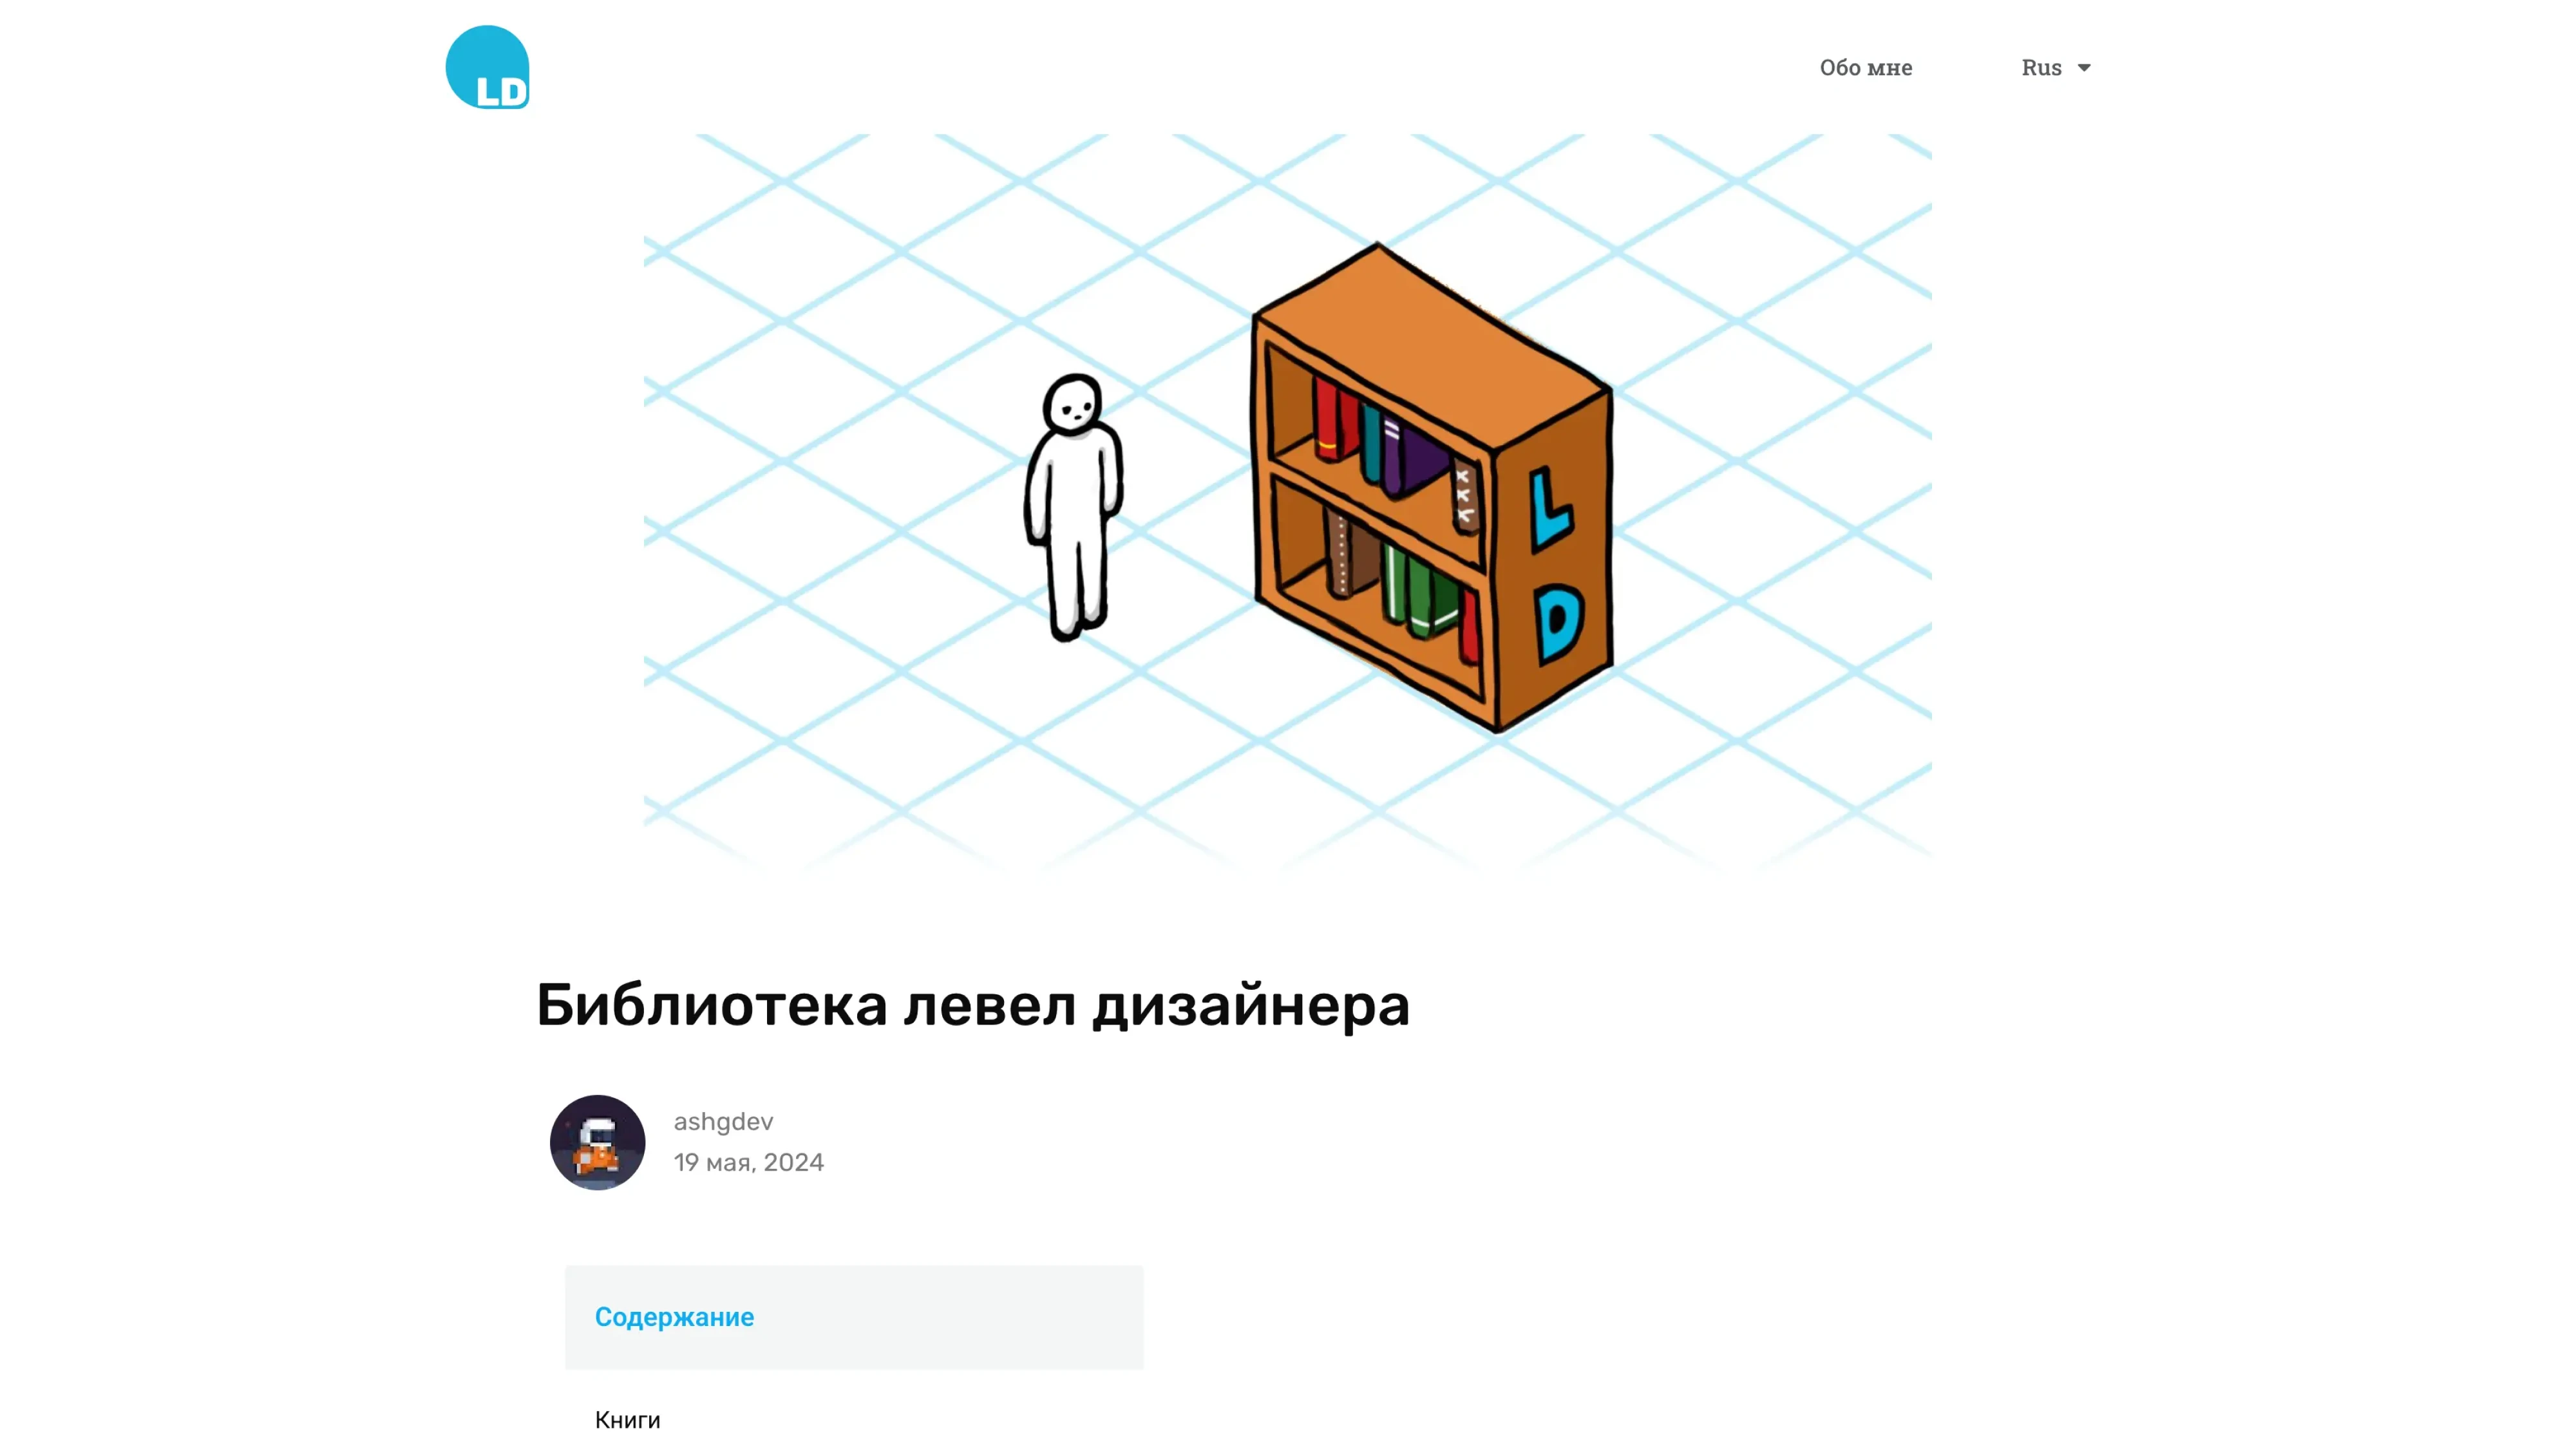 LD
Обо мне
Rus
L
D
Библиотека левел дизайнера
ashgdev
19 мая, 2024
Содержание
Книги